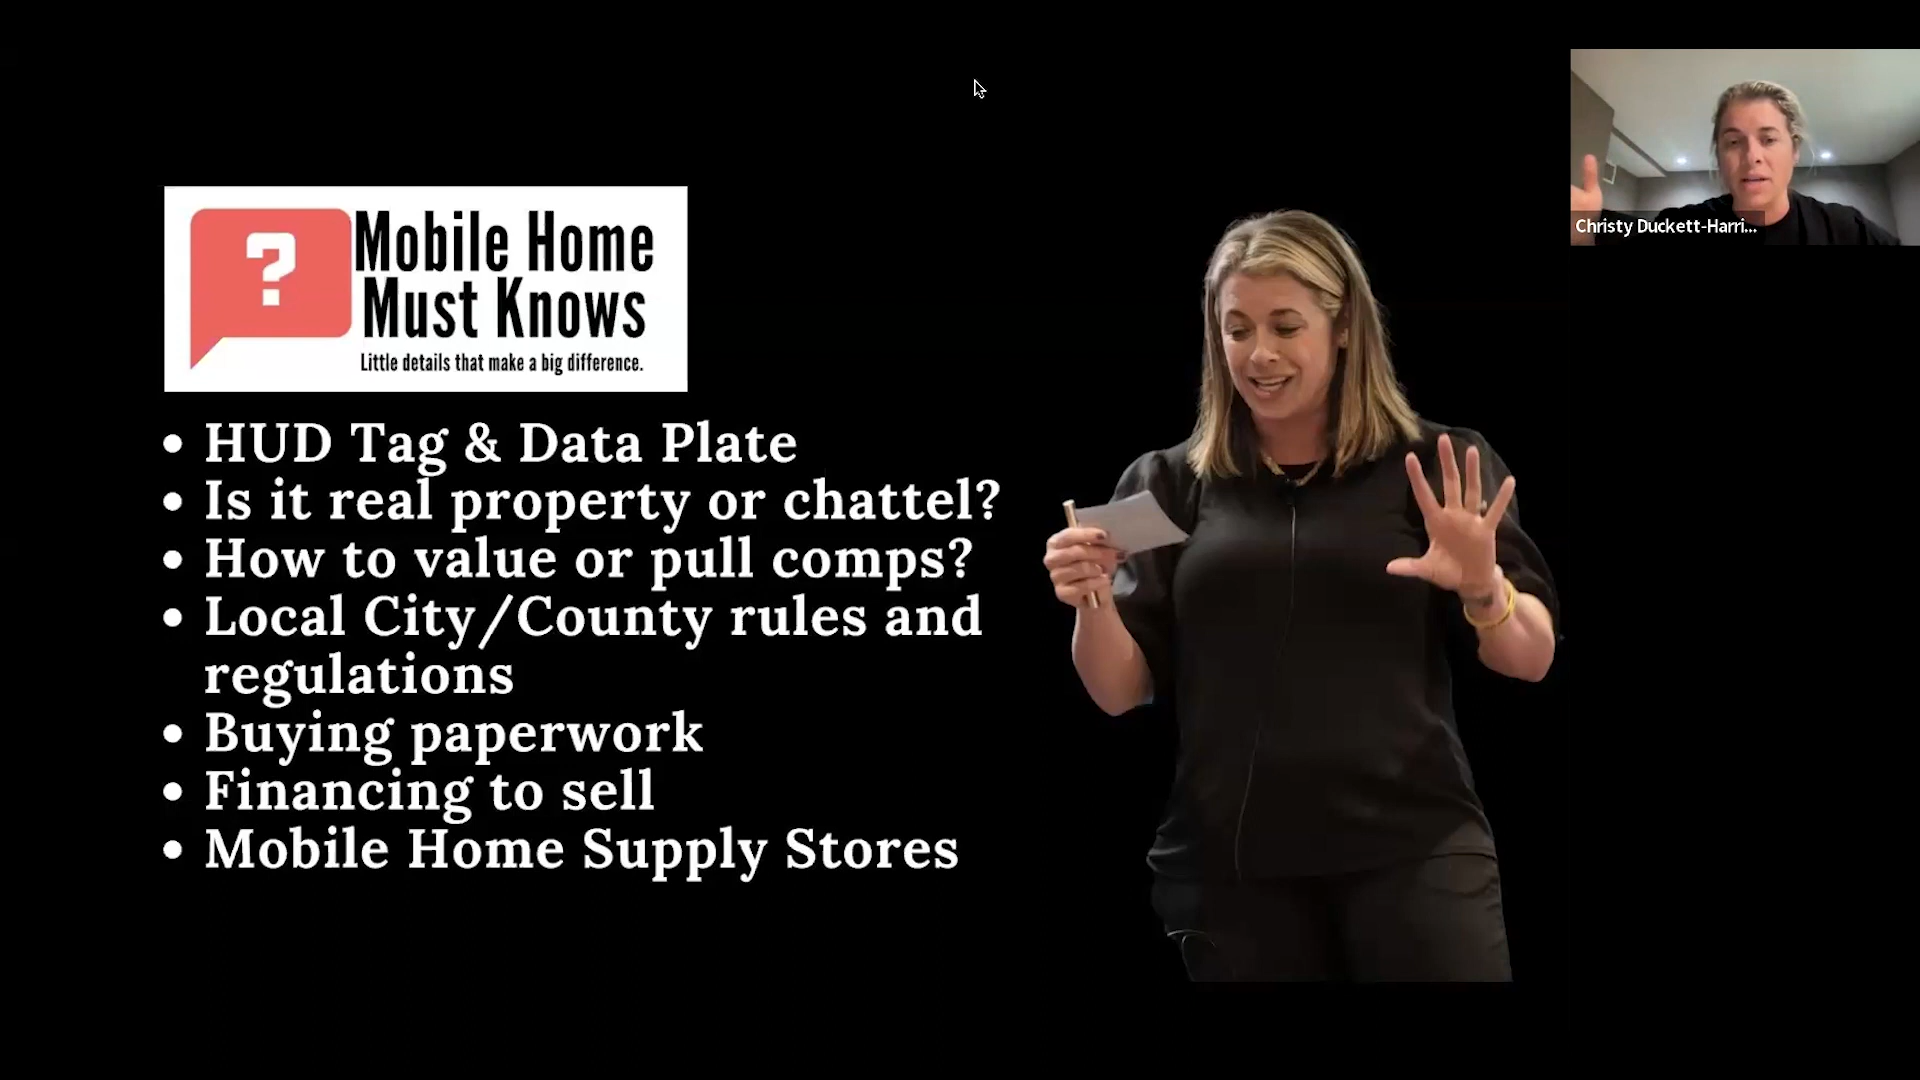 Christy Duckett-Harri...
?
Mobile Home
Must Knows
Little details that make a big difference.
• HUD Tag & Data Plate
• Is it real property or chattel?
• How to value or pull comps?
• Local City/County rules and
regulations
• Buying paperwork
• Financing to sell
• Mobile Home Supply Stores